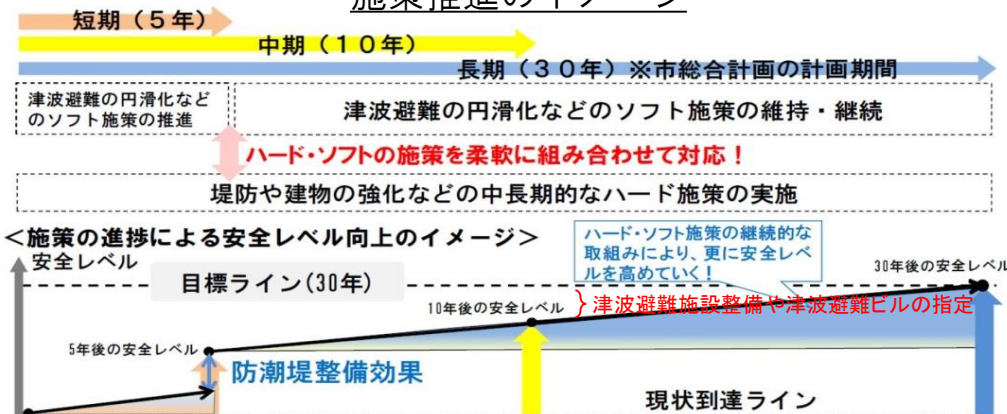 施策推進のイメージ
短期（５年）
中期（１０年）
長期（３０年）※市総合計画の計画期間
津波避難の円滑化など
のソフト施策の推進
津波避難の円滑化などのソフト施策の維持・継続
ハード・ソフトの施策を柔軟に組み合わせて対応！
堤防や建物の強化などの中長期的なハード施策の実施
＜施策の進捗による安全レベル向上のイメージ＞
ハード・ソフト施策の継続的な
取組みにより、更に安全レベ
ルを高めていく！
安全レベル
30年後の安全レベル
目標ライン(30年)
10年後の安全レベル
}津波避難施設整備や津波避難ビルの指定
5年後の安全レベル
防潮堤整備効果
現状到達ライン